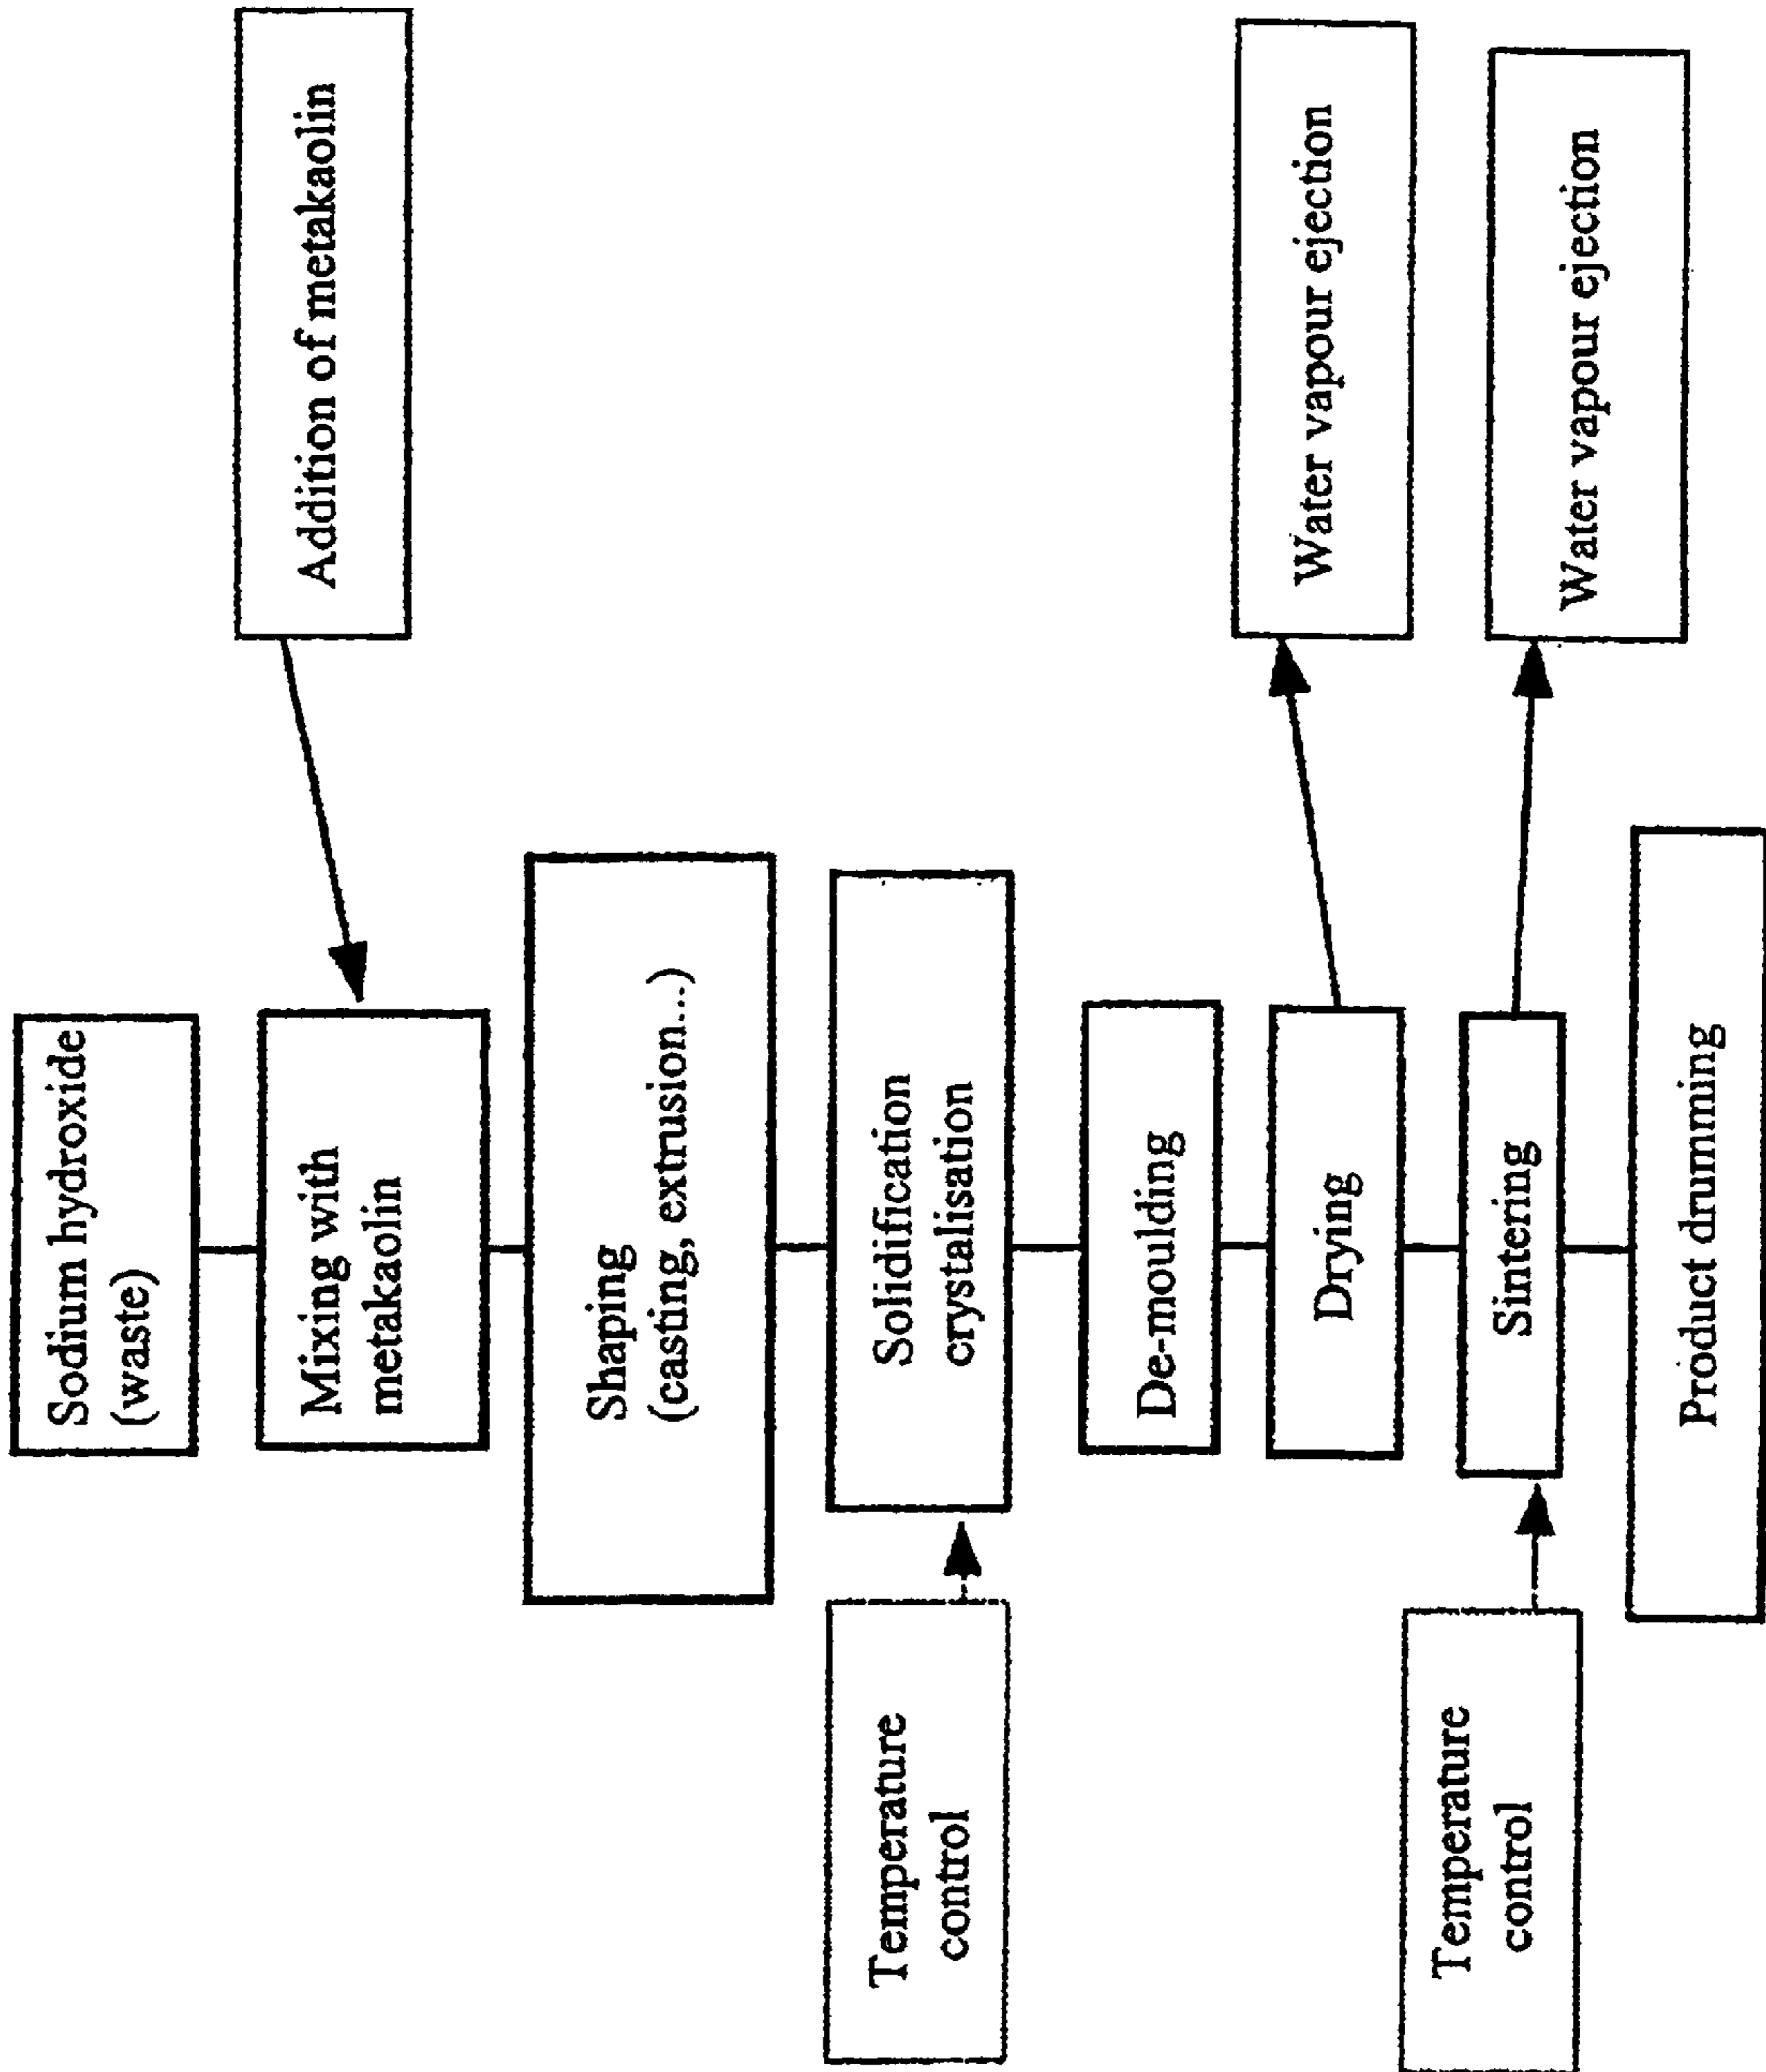 Sodium hydroxide
(waste)
Addition of metakaolin
Mixing with
metakaolin
Shaping
(casting, extrusion...)
Temperature
control
Solidification
crystalisation
De-moulding
Drying
Water vapour ejection
Temperature
control
Sintering
Water vapour ejection
Product drumming